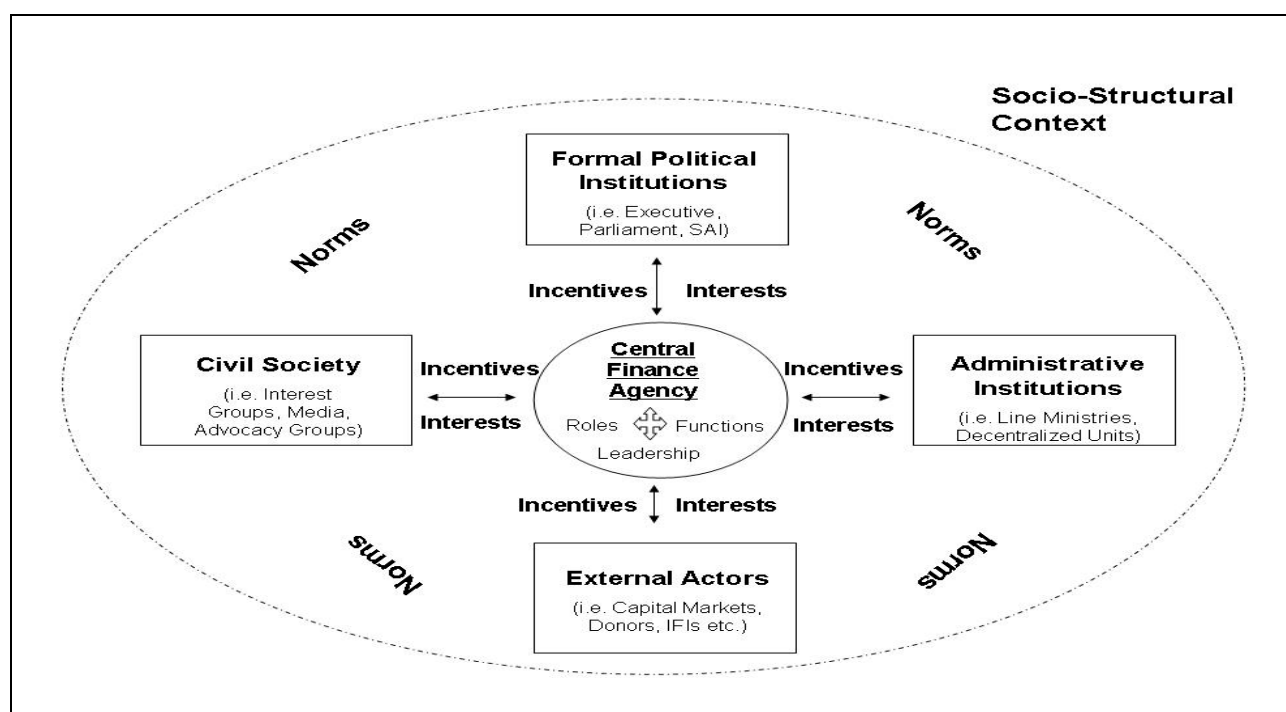 Socio-Structural
Context
Formal Political
Institutions
(i.e. Executive,
Parliament, SAI)
Norms
Norms
Incentives
Interests
Civil Society
(i.e. Interest
Groups, Media,
Advocacy Groups)
Incentives
Interests
Central
Finance
Agency
Roles
Functions
Leadership
Incentives
Interests
Administrative
Institutions
(i.e. Line Ministries,
Decentralized Units)
Incentives
Interests
Norms
Norms
External Actors
(i.e. Capital Markets,
Donors, IFIs etc.)